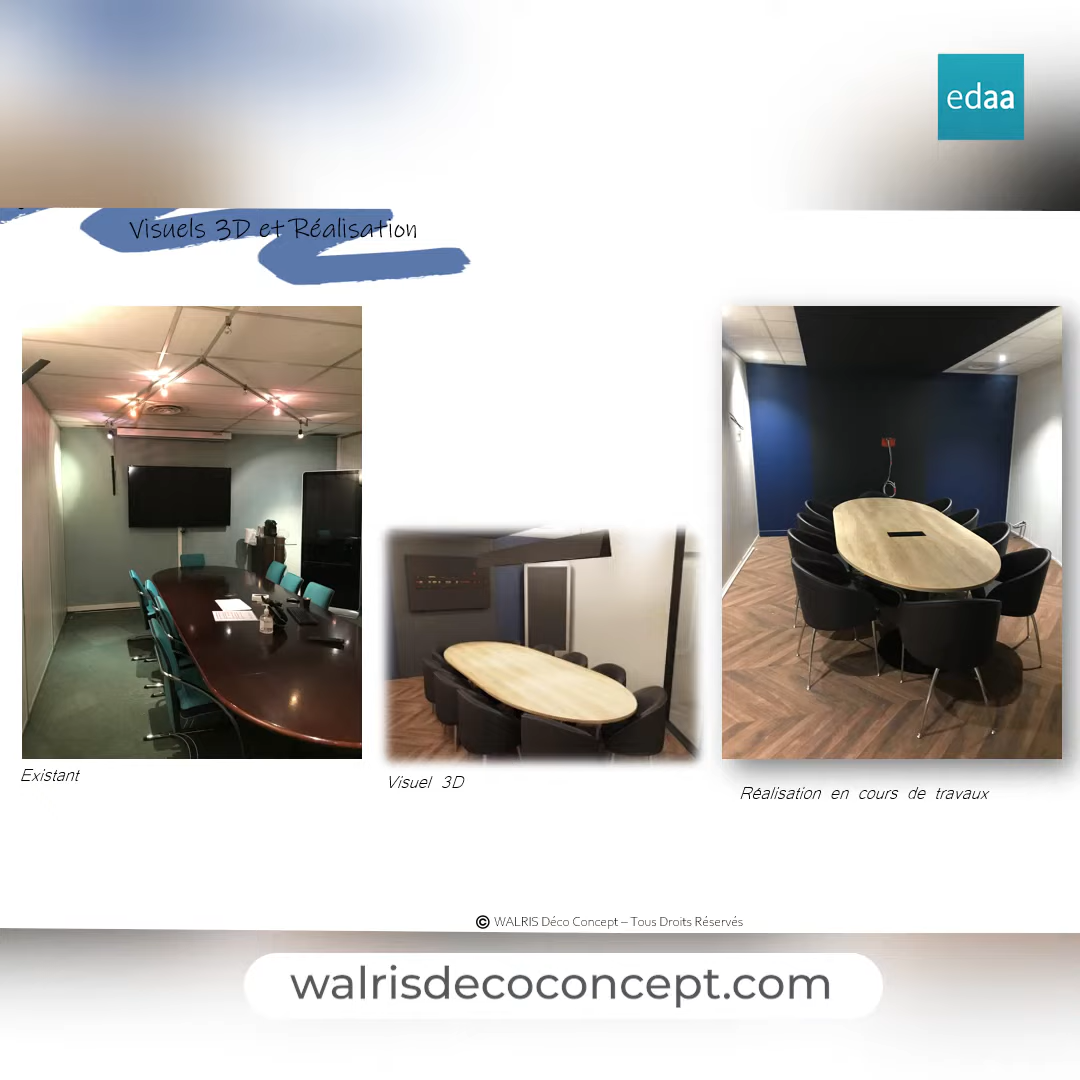 edaa
Visuels 3D et Réalisation
Existant
Visuel 3D
Réalisation en cours de travaux
© WALRIS Déco Concept – Tous Droits Réservés
walrisdecoconcept.com